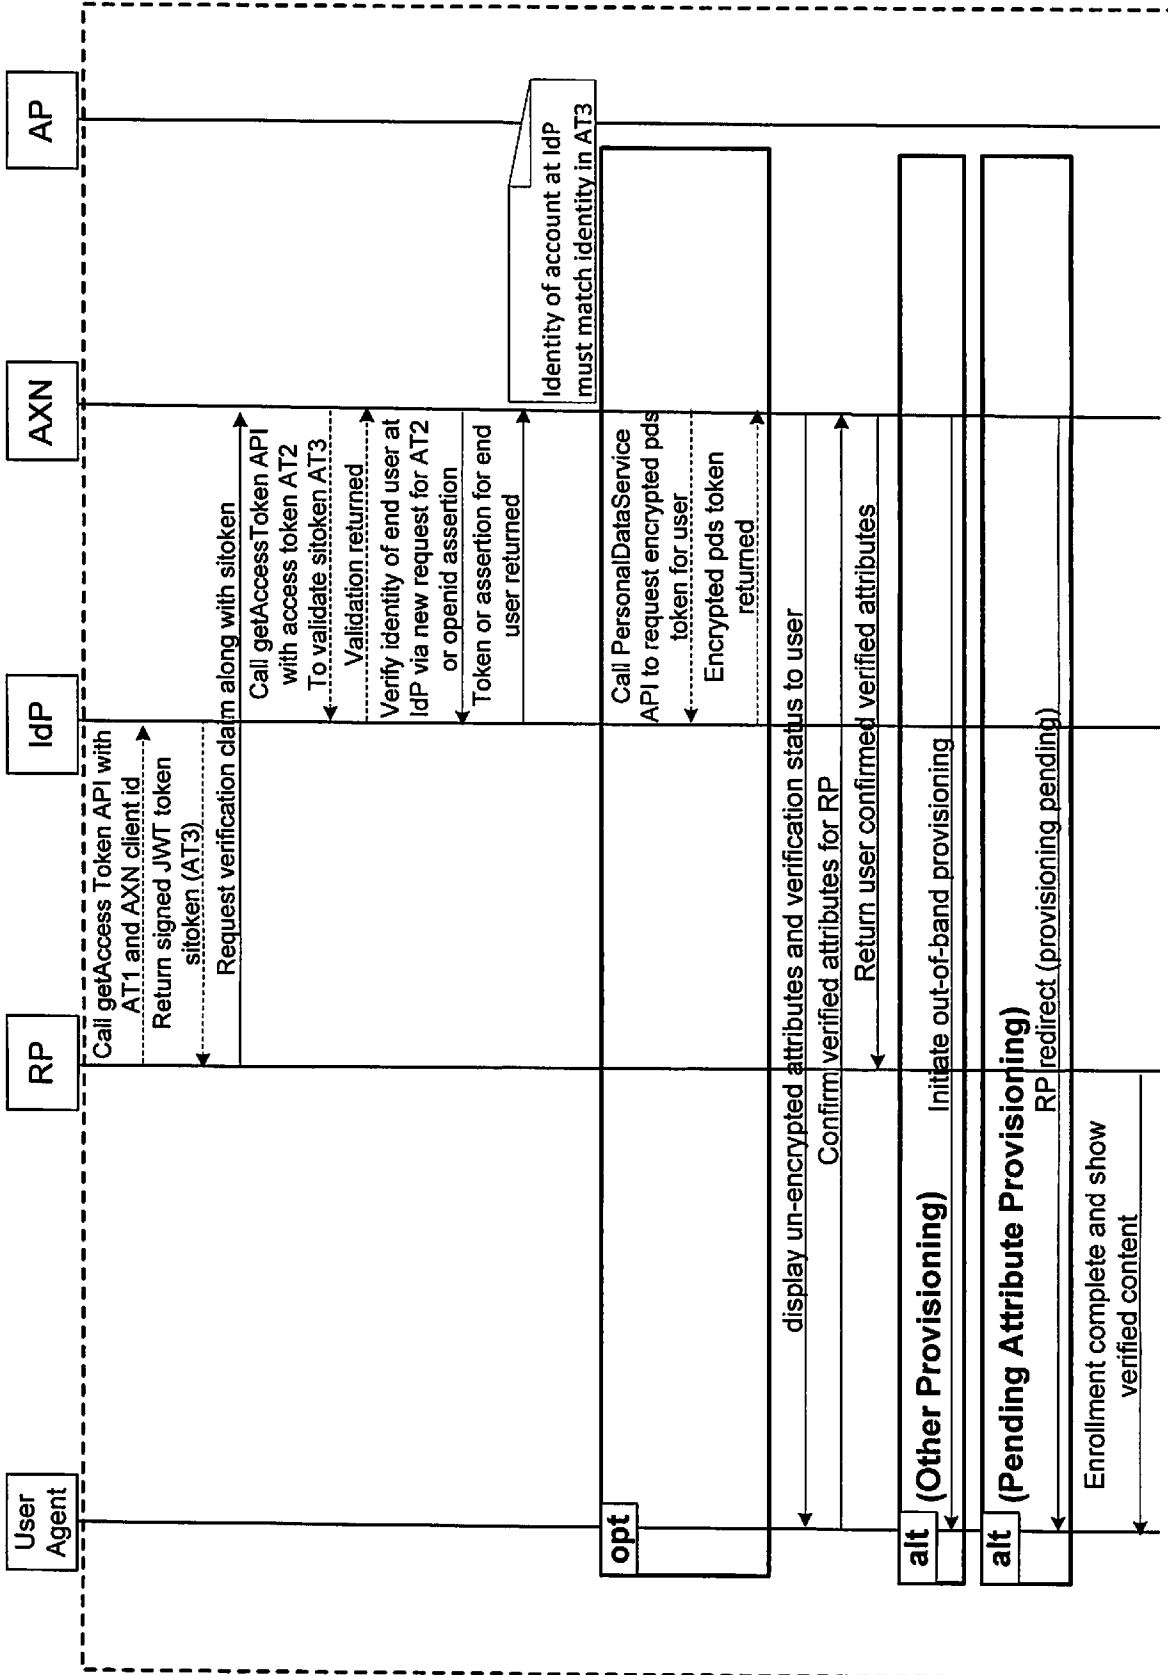 User
Agent
RP
IdP
AXN
AP
Call getAccess Token API with
AT1 and AXN client id
Return signed JWT token
sitoken (AT3)
Request verification claim along with sitoken
Call getAccessToken API
with access token AT2
To validate sitoken AT3
Validation returned
Verify identity of end user at
IdP via new request for AT2
or openid assertion
Token or assertion for end
user returned
Identity of account at IdP
must match identity in AT3
opt
Call PersonalDataService
API to request encrypted pds
token for user
Encrypted pds token
returned
display un-encrypted attributes and verification status to user
Confirm verified attributes for RP
Return user confirmed verified attributes
alt
(Other Provisioning)
Initiate out-of-band provisioning
alt
(Pending Attribute Provisioning)
RP redirect (provisioning pending)
Enrollment complete and show
verified content